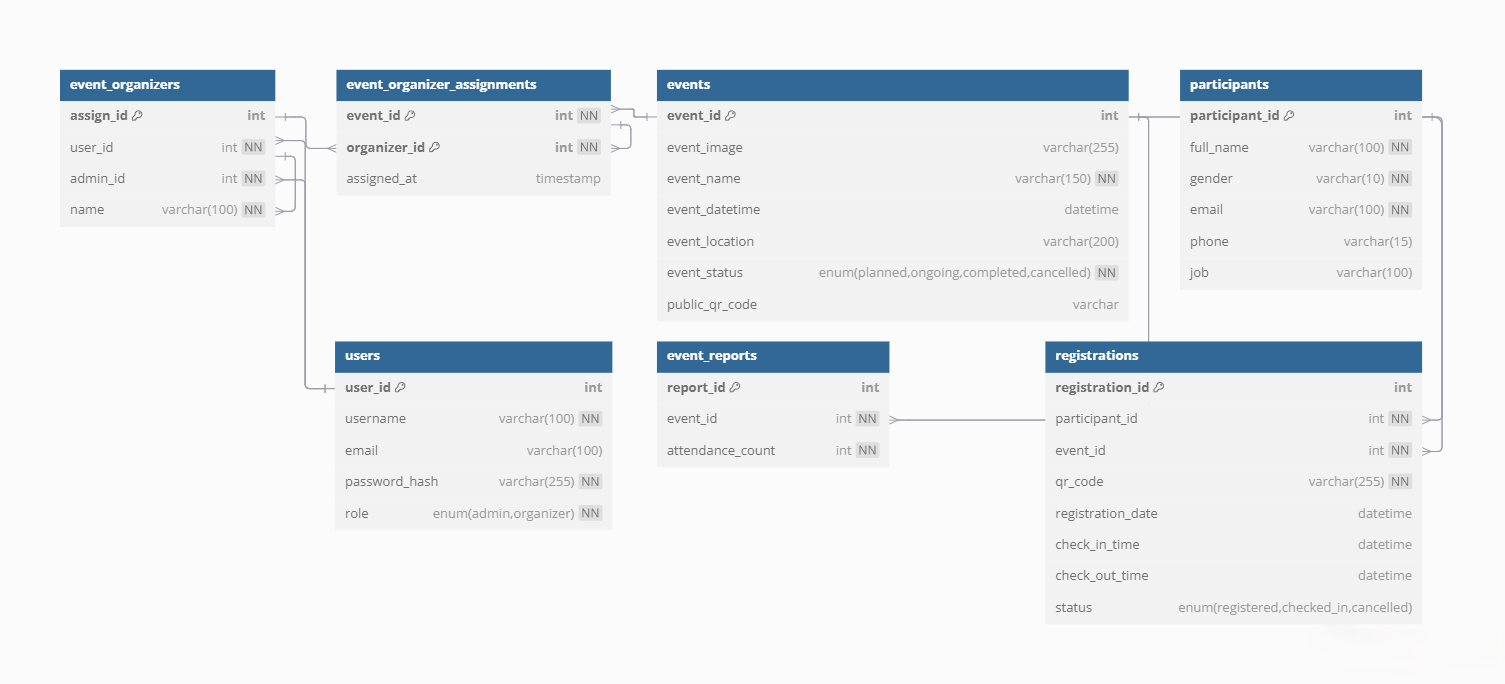 event_organizers
assign_id int
user_id int NN
admin_id int NN
name varchar(100) NN
event_organizer_assignments
event_id int NN
organizer_id int NN
assigned_at timestamp
events
event_id int
event_image varchar(255)
event_name varchar(150) NN
event_datetime datetime
event_location varchar(200)
event_status enum(planned,ongoing,completed,cancelled) NN
public_qr_code varchar
participants
participant_id int
full_name varchar(100) NN
gender varchar(10) NN
email varchar(100) NN
phone varchar(15)
job varchar(100)
users
user_id int
username varchar(100) NN
email varchar(100)
password_hash varchar(255) NN
role enum(admin,organizer) NN
event_reports
report_id int
event_id int NN
attendance_count int NN
registrations
registration_id int
participant_id int NN
event_id int NN
qr_code varchar(255) NN
registration_date datetime
check_in_time datetime
check_out_time datetime
status enum(registered,checked_in,cancelled)